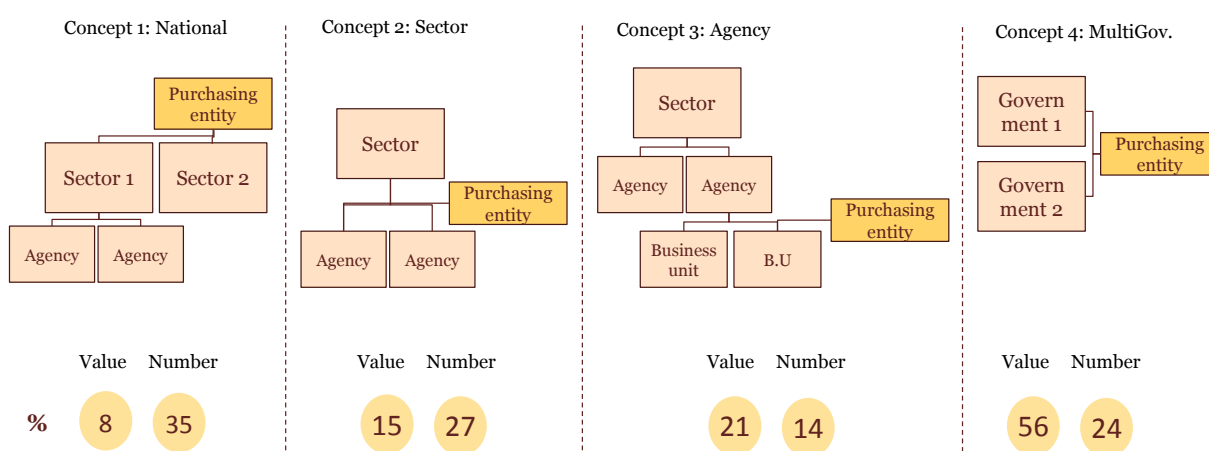 Concept 1: National
Purchasing
entity
Sector 1
Sector 2
Agency
Agency
Concept 2: Sector
Sector
Purchasing
entity
Agency
Agency
Concept 3: Agency
Sector
Agency
Agency
Purchasing
entity
Business
unit
B.U
Concept 4: MultiGov.
Govern
ment 1
Purchasing
entity
Govern
ment 2
Value Number
Value Number
Value Number
Value Number
% 8 35
15 27
21 14
56 24